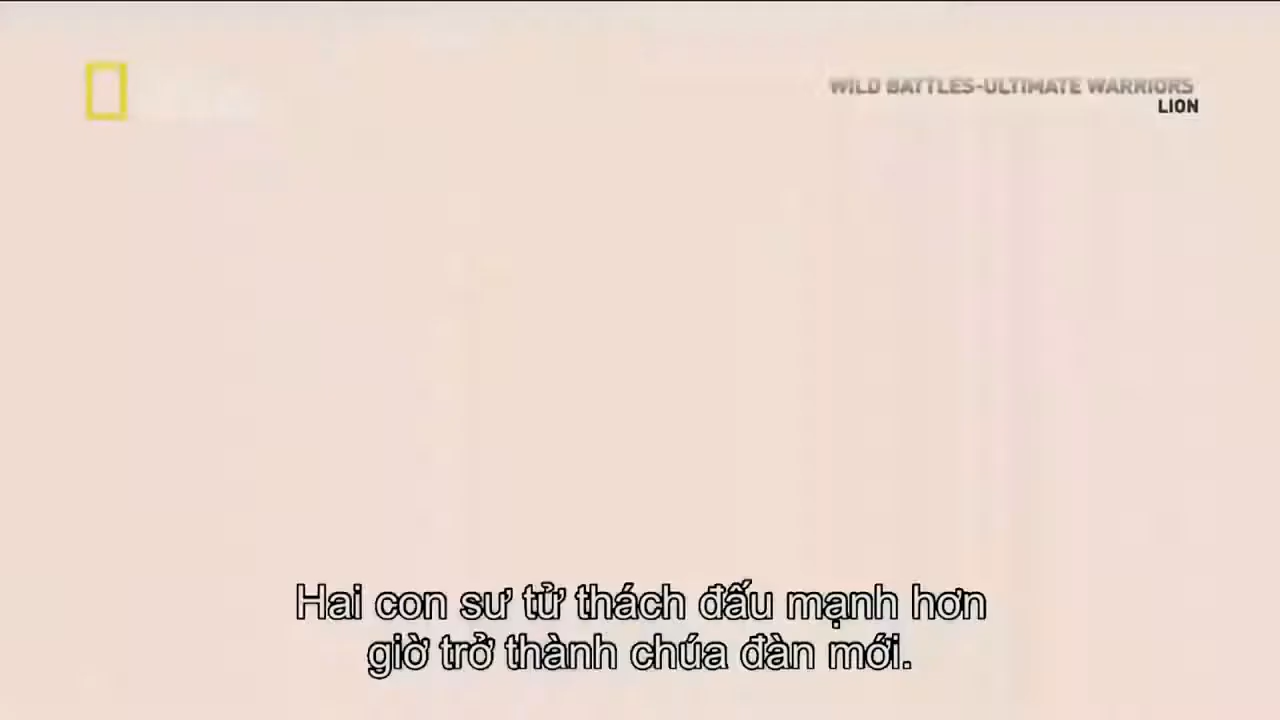 WILD BATTLES-ULTIMATE WARRIORS
LION
Hai con sư tử thách đấu mạnh hơn
giờ trở thành chúa đàn mới.